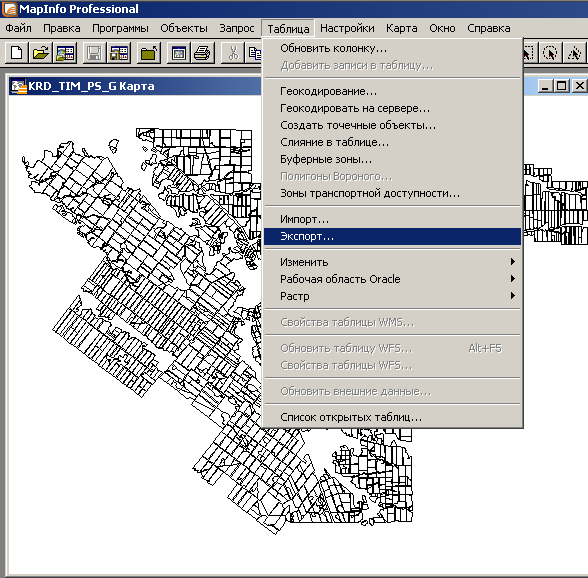 MapInfo Professional
Файл Правка Программы Объекты Запрос Таблица Настройки Карта Окно Справка
KRD_TIM_PS_G Карта
Обновить колонку...
Добавить записи в таблицу...
Геокодирование...
Геокодировать на сервере...
Создать точечные объекты...
Слияние в таблице...
Буферные зоны...
Полигоны Вороного...
Зоны транспортной доступности...
Импорт...
Экспорт...
Изменить
Рабочая область Oracle
Растр
Свойства таблицы WMS...
Обновить таблицу WFS... Alt+F5
Свойства таблицы WFS...
Обновить внешние данные...
Список открытых таблиц...